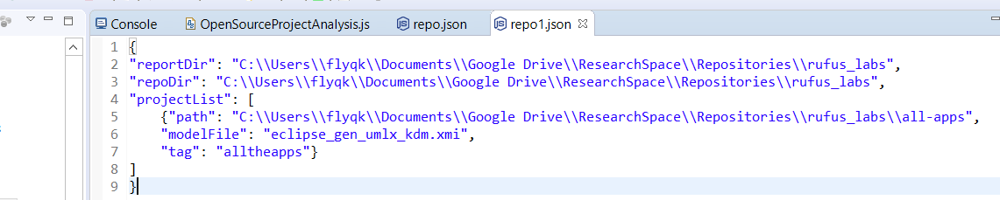 Console OpenSourceProjectAnalysis.js repo.json repo1.json
1 {
2 "reportDir": "C:\\Users\\flyqk\\Documents\\Google Drive\\ResearchSpace\\Repositories\\rufus_labs",
3 "repoDir": "C:\\Users\\flyqk\\Documents\\Google Drive\\ResearchSpace\\Repositories\\rufus_labs",
4 "projectList": [
5 {"path": "C:\\Users\\flyqk\\Documents\\Google Drive\\ResearchSpace\\Repositories\\rufus_labs\\all-apps",
6 "modelFile": "eclipse_gen_umlx_kdm.xmi",
7 "tag": "alltheapps"}
8 ]
9 }